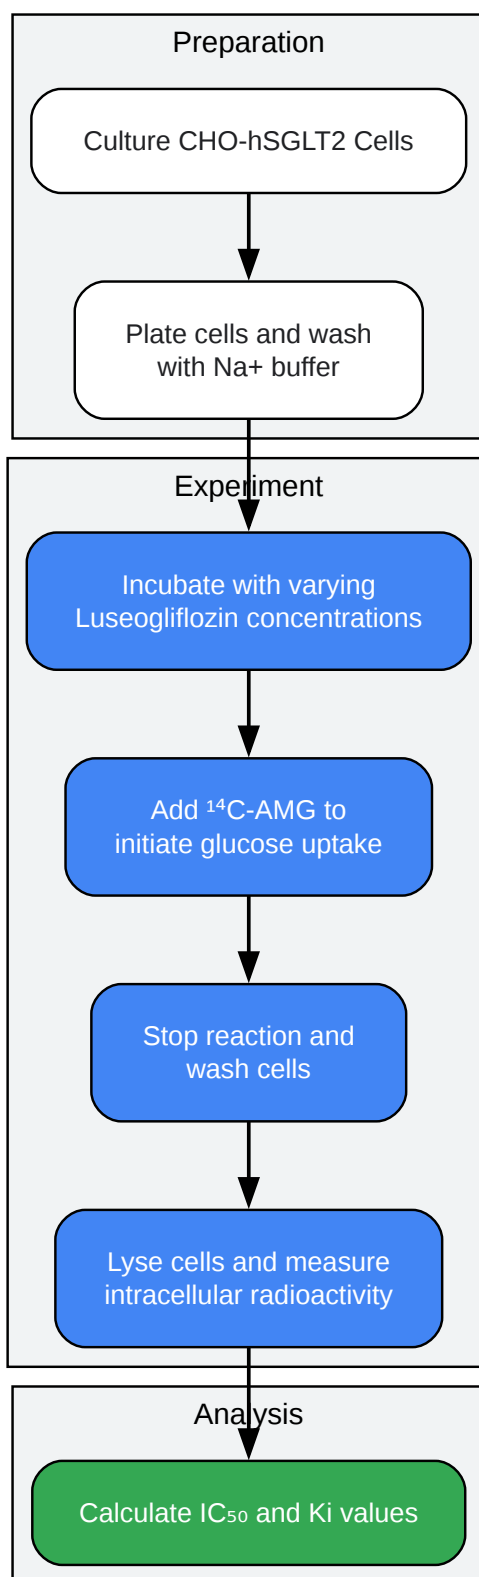 Preparation
Culture CHO-hSGLT2 Cells
Plate cells and wash
with Na+ buffer
Experiment
Incubate with varying
Luseogliflozin concentrations
Add ¹⁴C-AMG to
initiate glucose uptake
Stop reaction and
wash cells
Lyse cells and measure
intracellular radioactivity
Analysis
Calculate IC₅₀ and Ki values